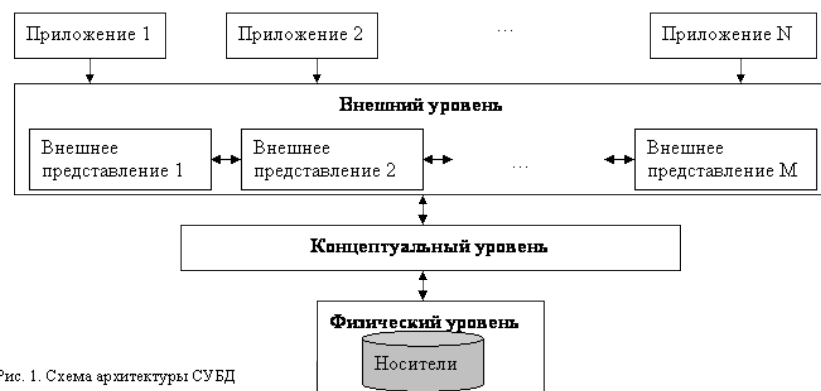 Приложение 1
Приложение 2
...
Приложение N
Внешний уровень
Внешнее
представление 1
Внешнее
представление 2
...
Внешнее
представление M
Концептуальный уровень
Физический уровень
Носители
Рис. 1. Схема архитектуры СУБД